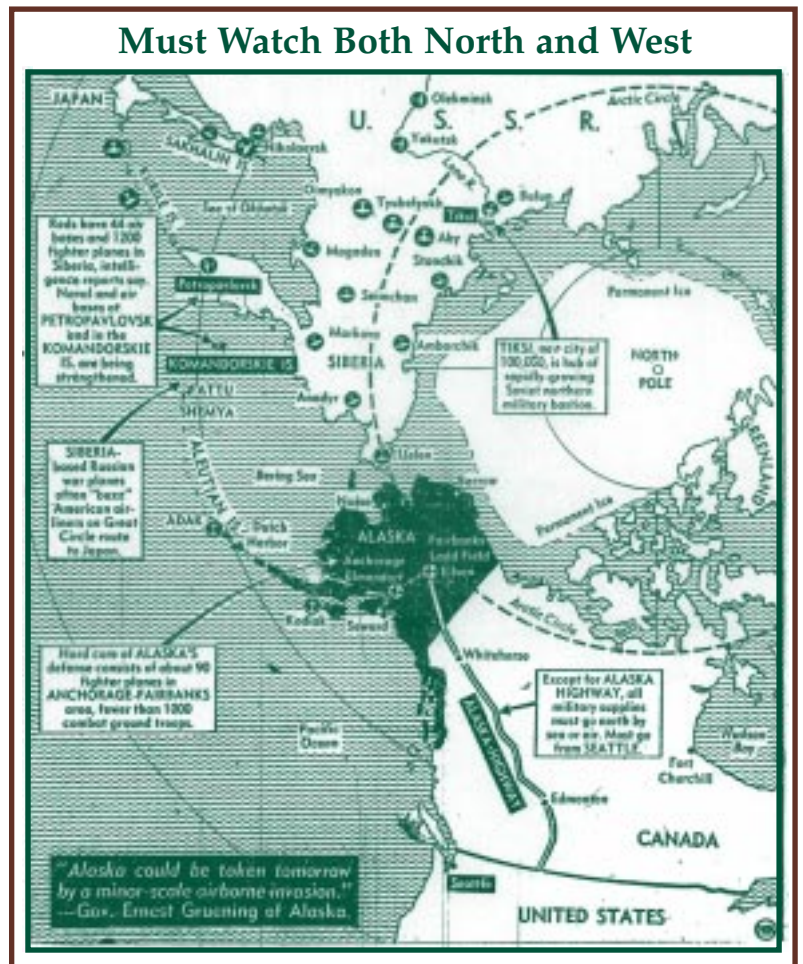 Must Watch Both North and West
JAPAN
SAKHALIN IS.
Nikolaevsk
KURILE IS.
Sea of Okhotsk
U. S. S. R.
Olekminsk
Yakutsk
Lena R.
Arctic Circle
Oimyakon
Tiksi
Bulun
Aby
Magadan
Seimchan
Markovo
Ambarchik
SIBERIA
Anadyr
Uelen
Reds have 44 air
bases and 1200
fighter planes in
Siberia, intelli-
gence reports say.
Naval and air
bases at
PETROPAVLOVSK
and in the
KOMANDORSKIE
IS. are being
strengthened.
Petropavlovsk
KOMANDORSKIE IS.
ATTU
SHEMYA
ALEUTIAN IS.
Permanent Ice
TIKSI, new city of
100,000, is hub of
rapidly-growing
Soviet northern
military bastion.
NORTH
POLE
GREENLAND
Permanent Ice
SIBERIA-
based Russian
war planes
often "buzz"
American air-
liners on Great
Circle route
to Japan.
Bering Sea
ADAK
Dutch
Harbor
Nome
Barrow
ALASKA
Fairbanks
Ladd Field
Anchorage
Kodiak
Seward
Arctic Circle
Hard core of ALASKA'S
defense consists of about 90
fighter planes in
ANCHORAGE-FAIRBANKS
area, fewer than 1000
combat ground troops.
Whitehorse
Except for ALASKA
HIGHWAY, all
military supplies
must go north by
sea or air. Most go
from SEATTLE.
ALASKA HIGHWAY
Pacific
Ocean
Hudson
Bay
Fort
Churchill
Edmonton
CANADA
"Alaska could be taken tomorrow
by a minor-scale airborne invasion."
—Gov. Ernest Gruening of Alaska.
Seattle
UNITED STATES